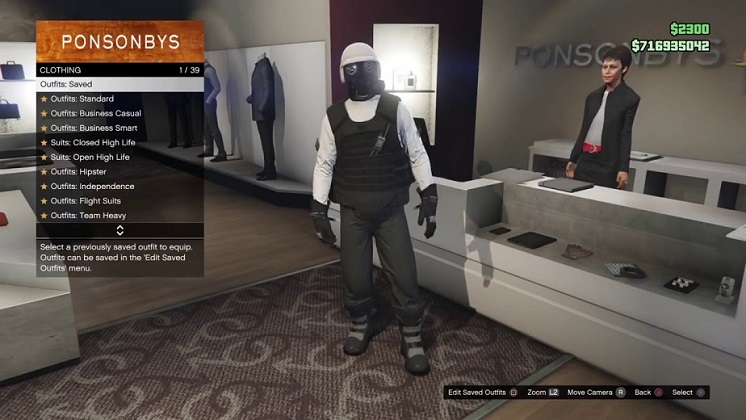 PONSONBYS
CLOTHING 1 / 39
Outfits: Saved
Outfits: Standard
Outfits: Business Casual
Outfits: Business Smart
Suits: Closed High Life
Suits: Open High Life
Outfits: Hipster
Outfits: Independence
Outfits: Flight Suits
Outfits: Team Heavy
Select a previously saved outfit to equip.
Outfits can be saved in the 'Edit Saved
Outfits' menu.
$2300
$716935042
PONSONBYS
Edit Saved Outfits Zoom L2 Move Camera R Back Select